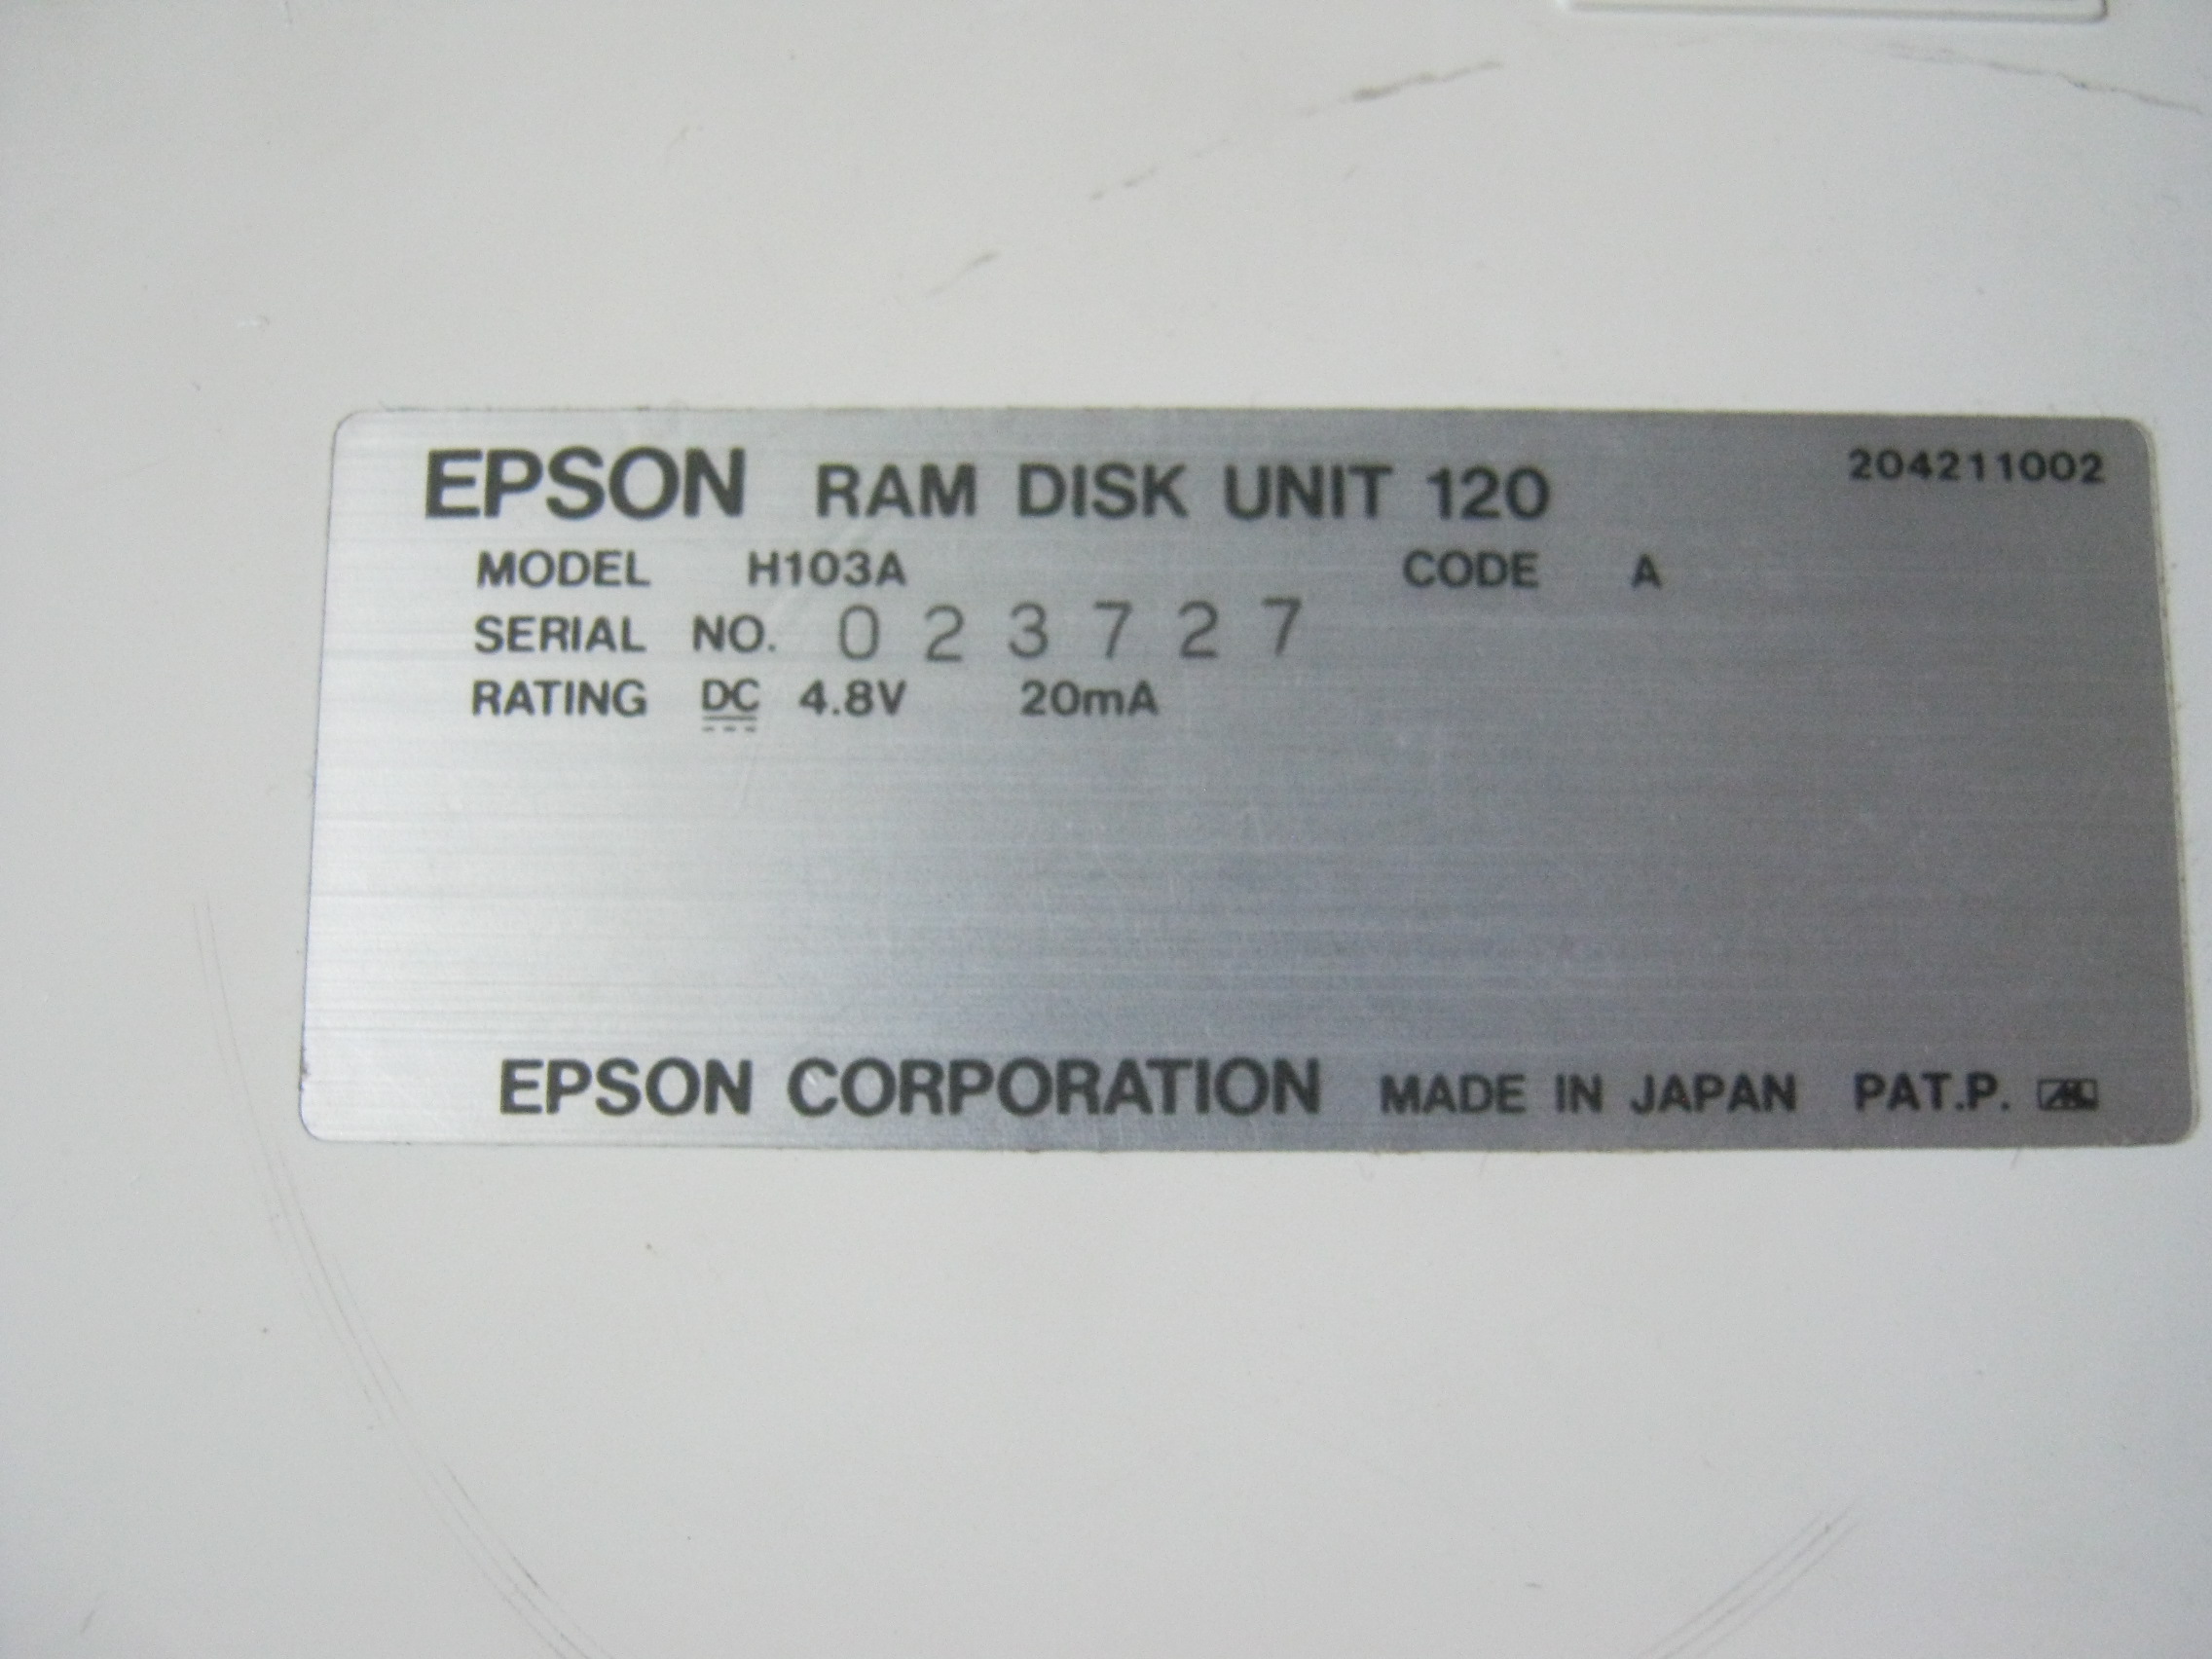 EPSON RAM DISK UNIT 120 204211002
MODEL H103A CODE A
SERIAL NO. 023727
RATING DC 4.8V 20mA
EPSON CORPORATION MADE IN JAPAN PAT.P.